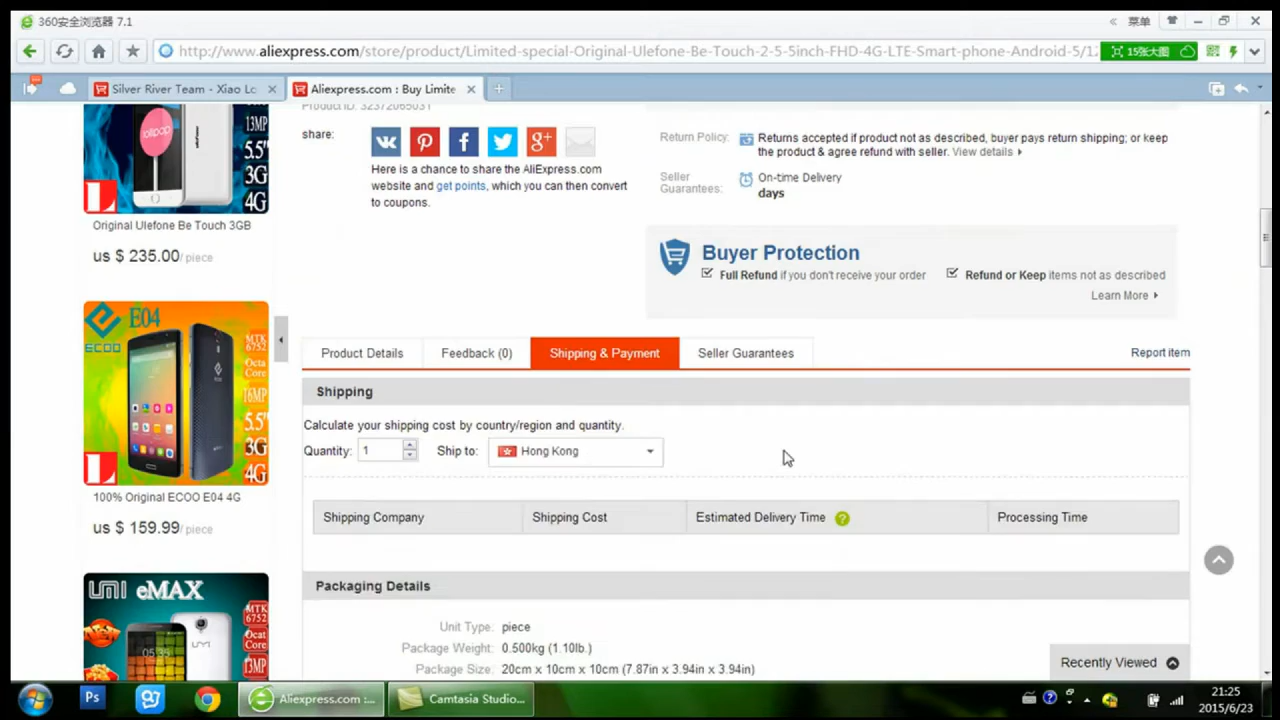 360安全浏览器 7.1
菜单
http://www.aliexpress.com/store/product/Limited-special-Original-Ulefone-Be-Touch-2-5-5inch-FHD-4G-LTE-Smart-phone-Android-5/12
15张大图
Silver River Team - Xiao Lo
Aliexpress.com : Buy Limite
Product ID: 32372065031
share:
Here is a chance to share the AliExpress.com
website and get points, which you can then convert
to coupons.
Return Policy:
Returns accepted if product not as described, buyer pays return shipping; or keep
the product & agree refund with seller. View details
Seller
Guarantees:
On-time Delivery
days
Buyer Protection
Full Refund if you don't receive your order
Refund or Keep items not as described
Learn More
lollipop
13MP
5.5"
3G
4G
Original Ulefone Be Touch 3GB
us $ 235.00/ piece
E04
ECOO
MTK
6752
Octa
Core
16MP
5.5"
3G
4G
100% Original ECOO E04 4G
us $ 159.99/ piece
UMI eMAX
MTK
6752
Ocat
Core
13MP
05:35
Product Details
Feedback (0)
Shipping & Payment
Seller Guarantees
Report item
Shipping
Calculate your shipping cost by country/region and quantity.
Quantity: 1
Ship to: Hong Kong
Shipping Company
Shipping Cost
Estimated Delivery Time
Processing Time
Packaging Details
Unit Type: piece
Package Weight: 0.500kg (1.10lb.)
Package Size: 20cm x 10cm x 10cm (7.87in x 3.94in x 3.94in)
Recently Viewed
Ps
Aliexpress.com :...
Camtasia Studio...
21:25
2015/6/23